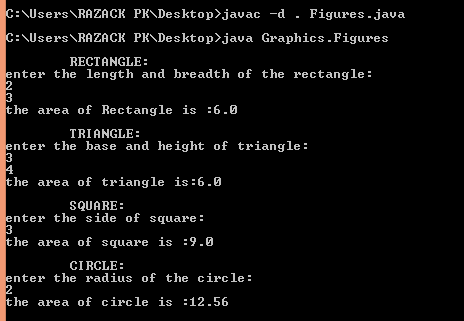 C:\Users\RAZACK PK\Desktop>javac -d . Figures.java
C:\Users\RAZACK PK\Desktop>java Graphics.Figures
RECTANGLE:
enter the length and breadth of the rectangle:
2
3
the area of Rectangle is :6.0
TRIANGLE:
enter the base and height of triangle:
3
4
the area of triangle is:6.0
SQUARE:
enter the side of square:
3
the area of square is :9.0
CIRCLE:
enter the radius of the circle:
2
the area of circle is :12.56